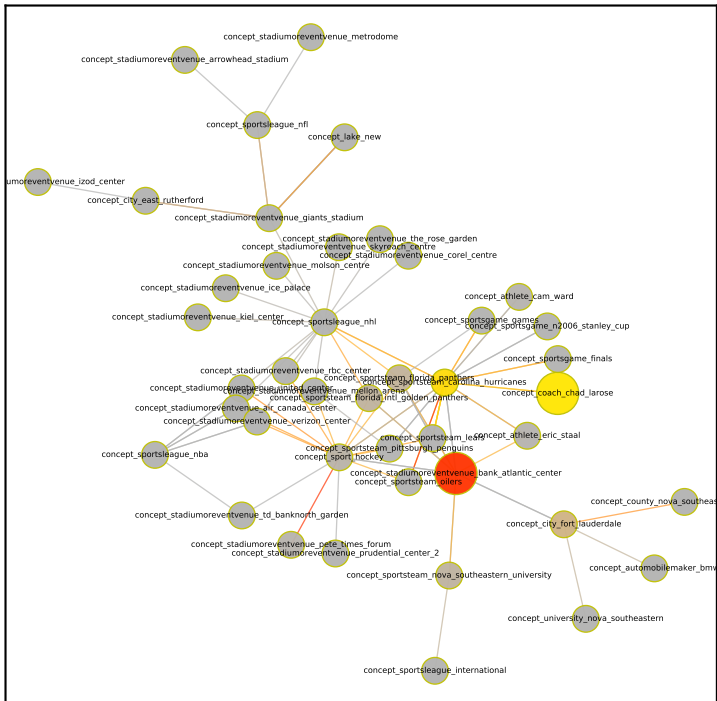 concept_stadiumoreventvenue_metrodome
concept_stadiumoreventvenue_arrowhead_stadium
concept_sportsleague_nfl
concept_lake_new
umoreventvenue_izod_center
concept_city_east_rutherford
concept_stadiumoreventvenue_giants_stadium
concept_stadiumoreventvenue_the_rose_garden
concept_stadiumoreventvenue_skyreach_centre
concept_stadiumoreventvenue_corel_centre
concept_stadiumoreventvenue_molson_centre
concept_stadiumoreventvenue_ice_palace
concept_athlete_cam_ward
concept_stadiumoreventvenue_kiel_center
concept_sportsleague_nhl
concept_sportsgame_games
concept_sportsgame_n2006_stanley_cup
concept_sportsgame_finals
concept_stadiumoreventvenue_rbc_center
concept_sportsteam_florida_panthers
concept_sportsteam_carolina_hurricanes
concept_stadiumoreventvenue_united_center
concept_stadiumoreventvenue_mellon_arena
concept_coach_chad_larose
concept_sportsteam_florida_intl_golden_panthers
concept_stadiumoreventvenue_air_canada_center
concept_stadiumoreventvenue_verizon_center
concept_sportsteam_leafs
concept_athlete_eric_staal
concept_sportsteam_pittsburgh_penguins
concept_sportsleague_nba
concept_sport_hockey
concept_stadiumoreventvenue_bank_atlantic_center
concept_sportsteam_oilers
concept_county_nova_southeas
concept_stadiumoreventvenue_td_banknorth_garden
concept_city_fort_lauderdale
concept_stadiumoreventvenue_pete_times_forum
concept_stadiumoreventvenue_prudential_center_2
concept_automobilemaker_bmw
concept_sportsteam_nova_southeastern_university
concept_university_nova_southeastern
concept_sportsleague_international